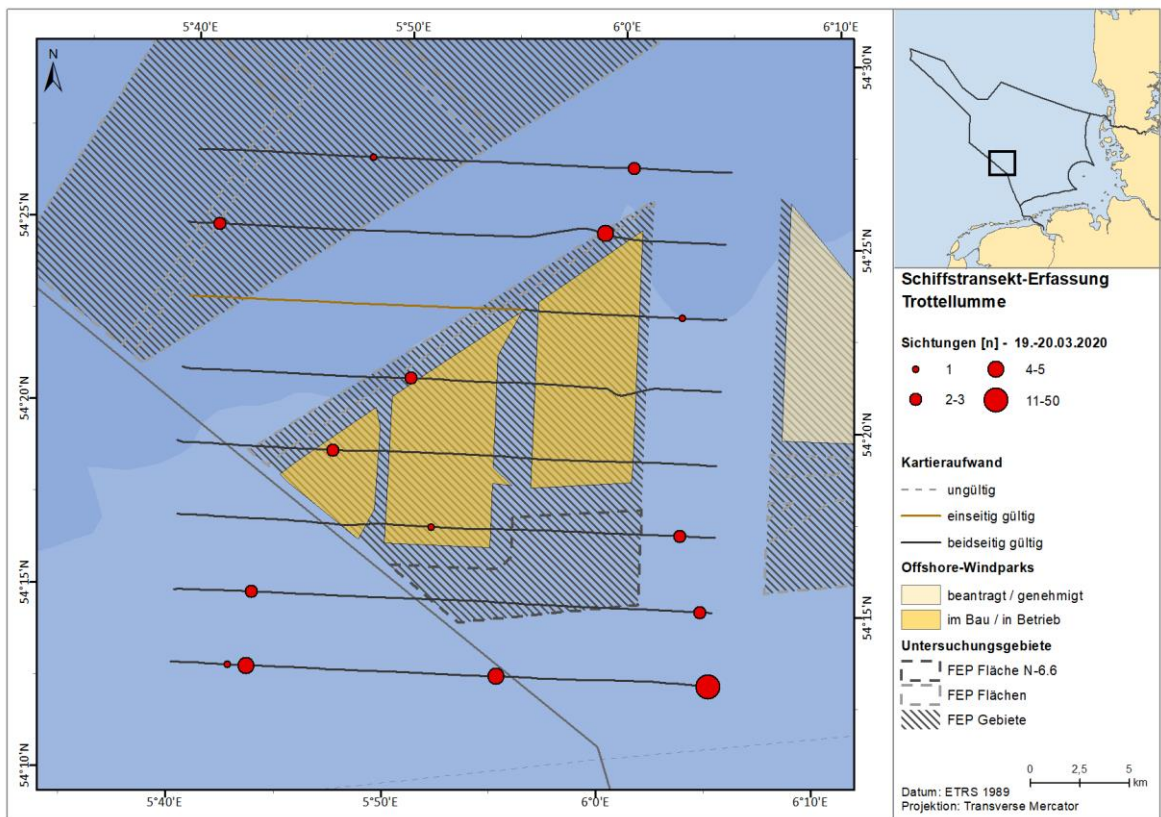 5°40'E 5°50'E 6°0'E 6°10'E
N
54°30'N
54°25'N
54°25'N
54°20'N
54°20'N
54°15'N
54°15'N
54°10'N
5°40'E 5°50'E 6°0'E 6°10'E
Schiffstransekt-Erfassung
Trottellumme
Sichtungen [n] - 19.-20.03.2020
1 4-5
2-3 11-50
Kartieraufwand
ungültig
einseitig gültig
beidseitig gültig
Offshore-Windparks
beantragt / genehmigt
im Bau / in Betrieb
Untersuchungsgebiete
FEP Fläche N-6.6
FEP Flächen
FEP Gebiete
0 2,5 5
km
Datum: ETRS 1989
Projektion: Transverse Mercator